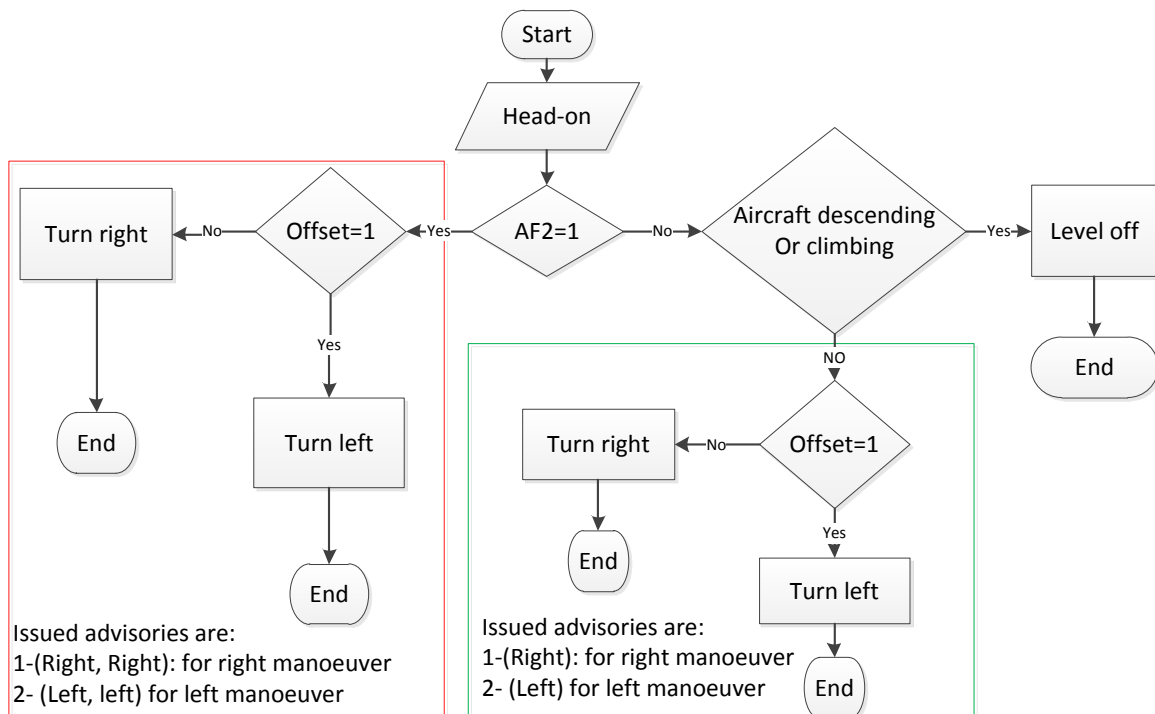 Start
Head-on
AF2=1
Yes
No
Offset=1
No
Turn right
End
Yes
Turn left
End
Issued advisories are:
1-(Right, Right): for right manoeuver
2- (Left, left) for left manoeuver
Aircraft descending
Or climbing
Yes
Level off
End
NO
Offset=1
No
Turn right
End
Yes
Turn left
End
Issued advisories are:
1-(Right): for right manoeuver
2- (Left) for left manoeuver